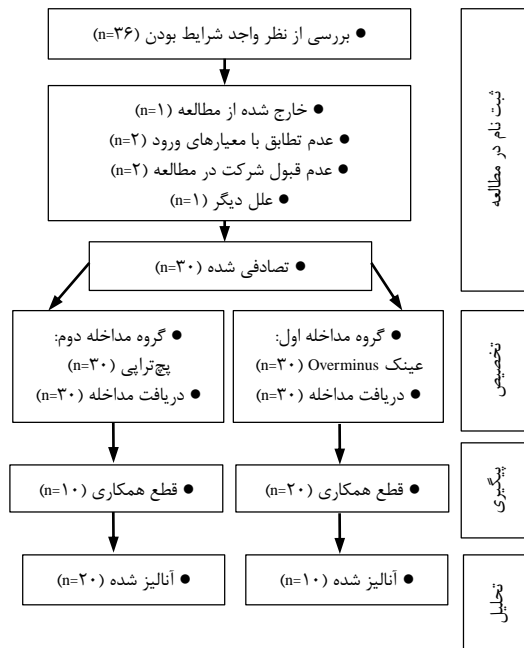 ● بررسی از نظر واجد شرایط بودن (n=۳۶)
● خارج شده از مطالعه (n=۱)
● عدم تطابق با معیارهای ورود (n=۲)
● عدم قبول شرکت در مطالعه (n=۲)
● علل دیگر (n=۱)
ثبت نام در مطالعه
● تصادفی شده (n=۳۰)
● گروه مداخله اول:
عینک Overminus (n=۳۰)
● دریافت مداخله (n=۳۰)
● گروه مداخله دوم:
پچ‌تراپی (n=۳۰)
● دریافت مداخله (n=۳۰)
تخصیص
● قطع همکاری (n=۲۰)
● قطع همکاری (n=۱۰)
پیگیری
● آنالیز شده (n=۱۰)
● آنالیز شده (n=۲۰)
تحلیل